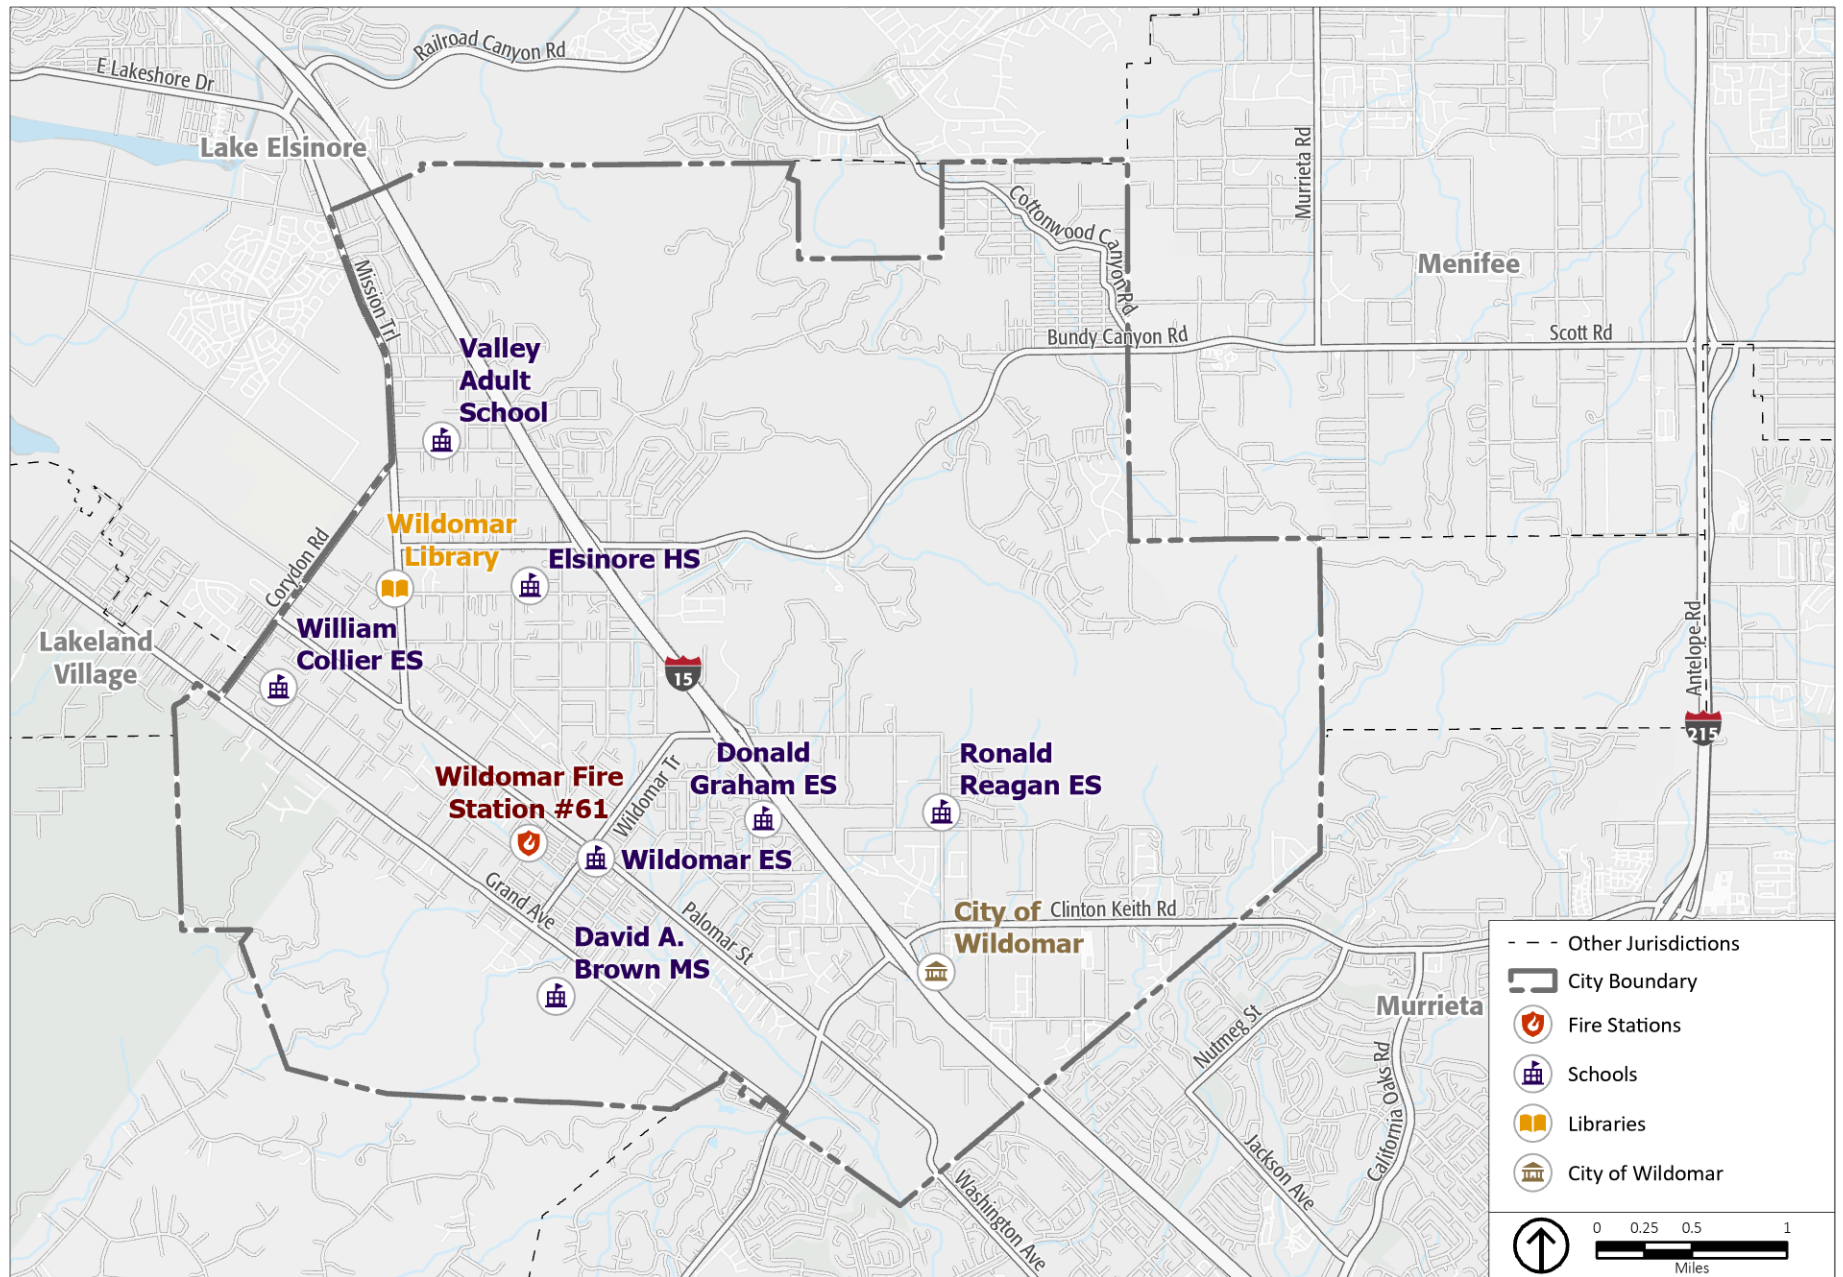 Railroad Canyon Rd
E Lakeshore Dr
Lake Elsinore
Murrieta Rd
Cottonwood Canyon Rd
Menifee
Mission Trl
Bundy Canyon Rd
Scott Rd
Valley
Adult
School
Wildomar
Library
Elsinore HS
Corydon Rd
William
Collier ES
Lakeland
Village
Antelope Rd
15
215
Donald
Graham ES
Ronald
Reagan ES
Wildomar Fire
Station #61
Wildomar Tr
Wildomar ES
Grand Ave
Palomar St
City of
Wildomar
Clinton Keith Rd
David A.
Brown MS
Murrieta
Nutmeg St
California Oaks Rd
Jackson Ave
Washington Ave
Other Jurisdictions
City Boundary
Fire Stations
Schools
Libraries
City of Wildomar
0 0.25 0.5 1
Miles